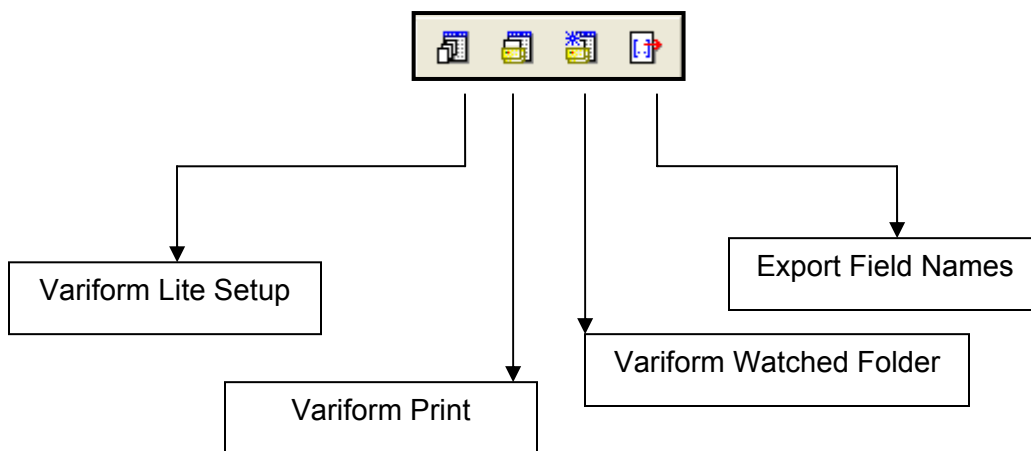 Variform Lite Setup
Export Field Names
Variform Watched Folder
Variform Print